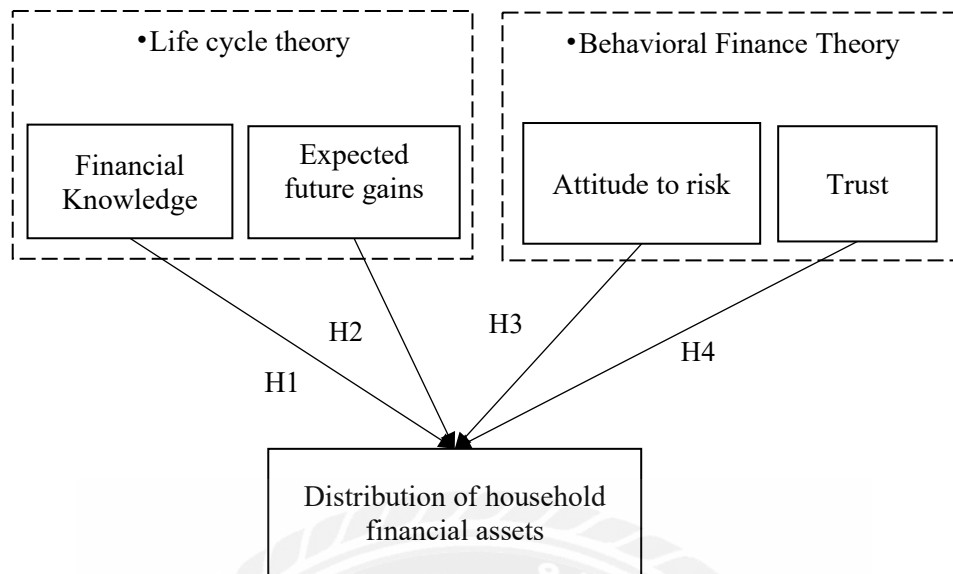 •Life cycle theory
•Behavioral Finance Theory
Financial
Knowledge
Expected
future gains
Attitude to risk
Trust
H1
H2
H3
H4
Distribution of household
financial assets